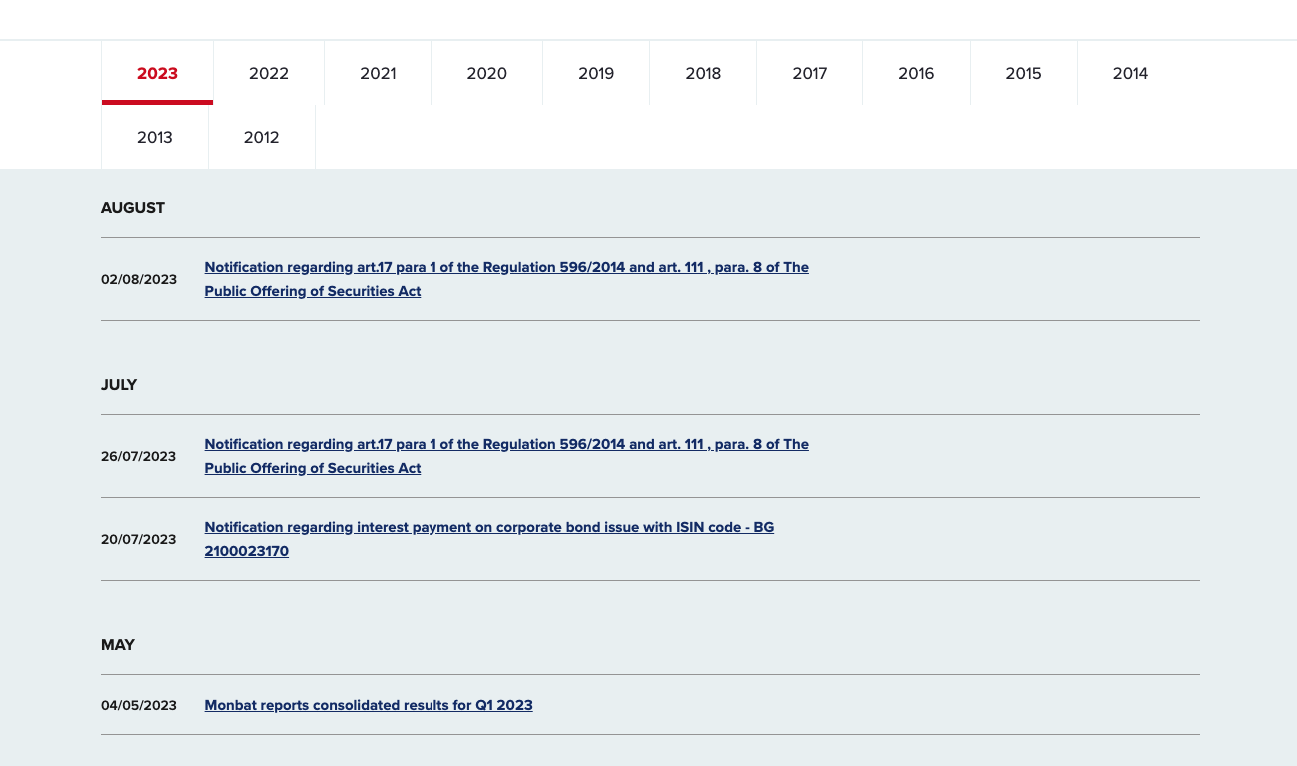 2023 2022 2021 2020 2019 2018 2017 2016 2015 2014
2013 2012
AUGUST
02/08/2023
Notification regarding art.17 para 1 of the Regulation 596/2014 and art. 111 , para. 8 of The
Public Offering of Securities Act
JULY
26/07/2023
Notification regarding art.17 para 1 of the Regulation 596/2014 and art. 111 , para. 8 of The
Public Offering of Securities Act
20/07/2023
Notification regarding interest payment on corporate bond issue with ISIN code - BG
2100023170
MAY
04/05/2023 Monbat reports consolidated results for Q1 2023